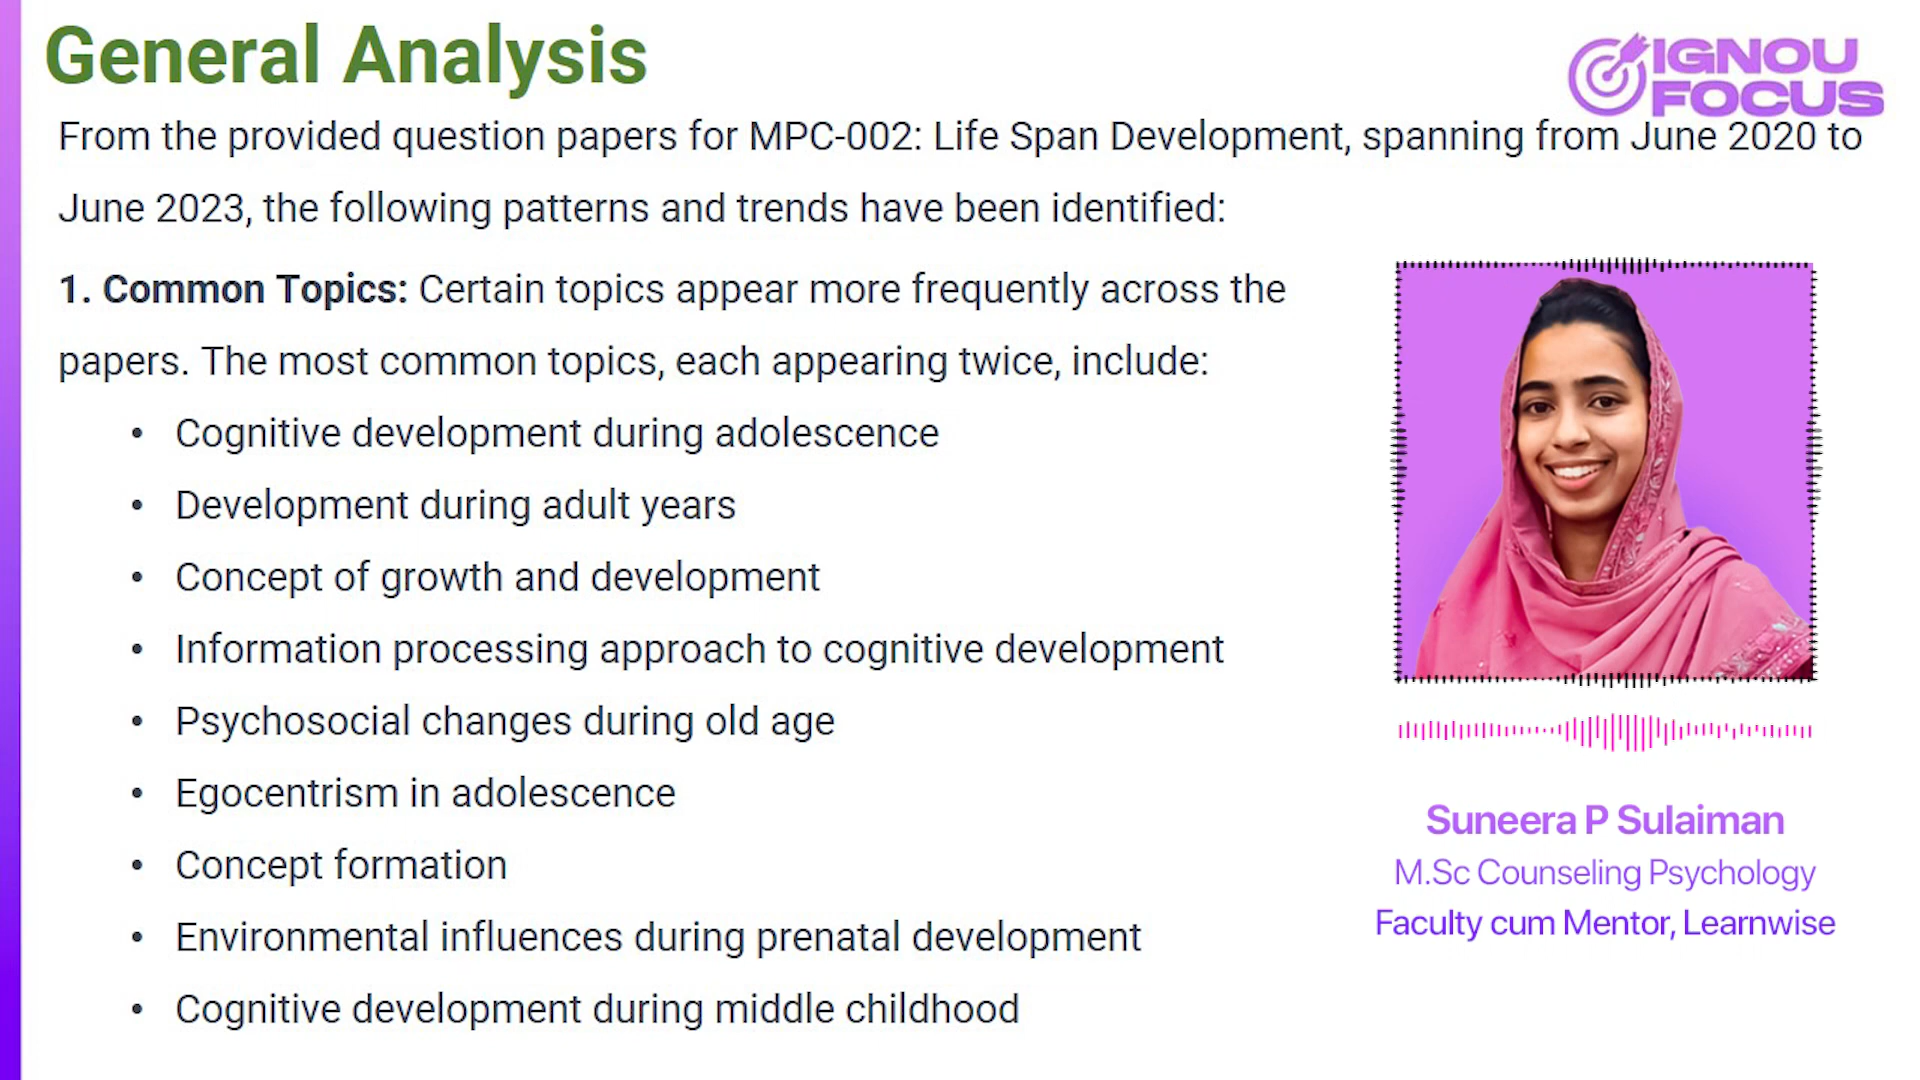 General Analysis
IGNOU
FOCUS
From the provided question papers for MPC-002: Life Span Development, spanning from June 2020 to
June 2023, the following patterns and trends have been identified:
1. Common Topics: Certain topics appear more frequently across the
papers. The most common topics, each appearing twice, include:
• Cognitive development during adolescence
• Development during adult years
• Concept of growth and development
• Information processing approach to cognitive development
• Psychosocial changes during old age
• Egocentrism in adolescence
• Concept formation
• Environmental influences during prenatal development
• Cognitive development during middle childhood
Suneera P Sulaiman
M.Sc Counseling Psychology
Faculty cum Mentor, Learnwise